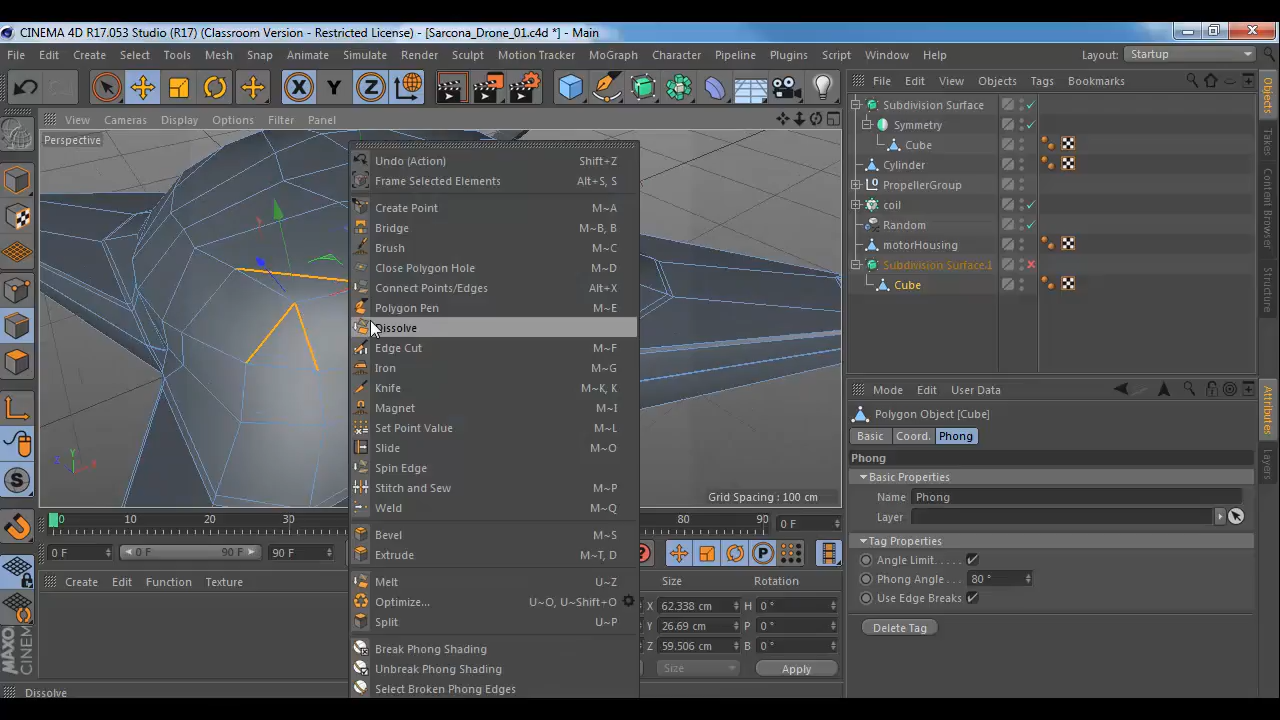 CINEMA 4D R17.053 Studio (R17) (Classroom Version - Restricted License) - [Sarcona_Drone_01.c4d *] - Main
File Edit Create Select Tools Mesh Snap Animate Simulate Render Sculpt Motion Tracker MoGraph Character Pipeline Plugins Script Window Help Layout: Startup
X Y Z
View Cameras Display Options Filter Panel
Perspective
Undo (Action) Shift+Z
Frame Selected Elements Alt+S, S
Create Point M~A
Bridge M~B, B
Brush M~C
Close Polygon Hole M~D
Connect Points/Edges Alt+X
Polygon Pen M~E
Dissolve
Edge Cut M~F
Iron M~G
Knife M~K, K
Magnet M~I
Set Point Value M~L
Slide M~O
Spin Edge
Stitch and Sew M~P
Weld M~Q
Bevel M~S
Extrude M~T, D
Melt U~Z
Optimize... U~O, U~Shift+O
Split U~P
Break Phong Shading
Unbreak Phong Shading
Select Broken Phong Edges
Y
X
Z
Grid Spacing : 100 cm
0 10 20 30 80 90 0 F
0 F 0 F 90 F 90 F
P
Create Edit Function Texture
Size Rotation
X 62.338 cm H 0 °
Y 26.69 cm P 0 °
Z 59.506 cm B 0 °
Size Apply
MAXON
CINEMA 4D
Dissolve
File Edit View Objects Tags Bookmarks
Subdivision Surface
Symmetry
Cube
Cylinder
PropellerGroup
coil
Random
motorHousing
Subdivision Surface.1
Cube
Objects
Content Browser
Structure
Mode Edit User Data
Polygon Object [Cube]
Basic Coord. Phong
Phong
Basic Properties
Name Phong
Layer
Tag Properties
Angle Limit . . . . .
Phong Angle . . . 80 °
Use Edge Breaks
Delete Tag
Attributes
Layers